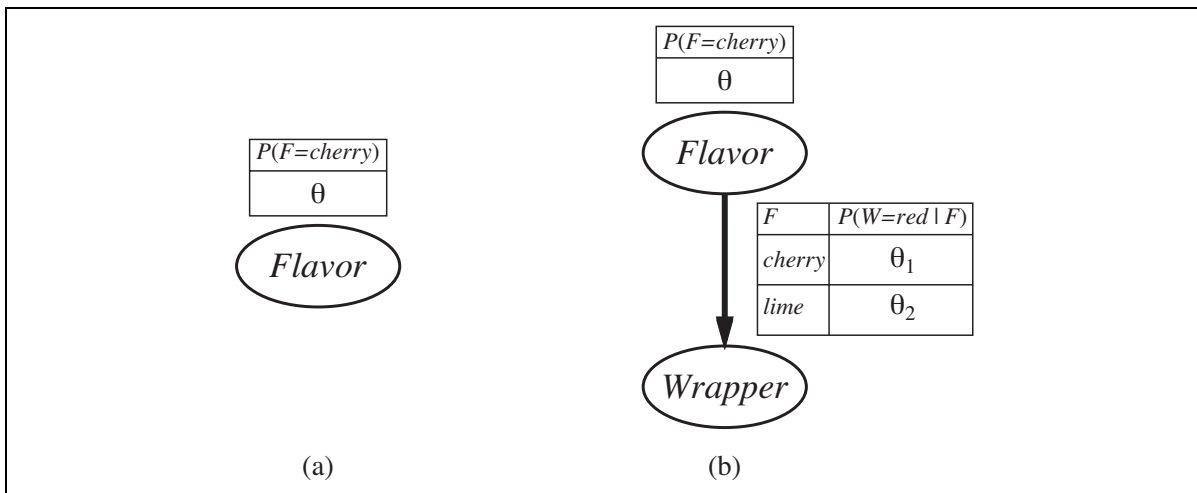 P(F=cherry)
θ
Flavor
(a)
P(F=cherry)
θ
Flavor
F P(W=red | F)
cherry θ1
lime θ2
Wrapper
(b)